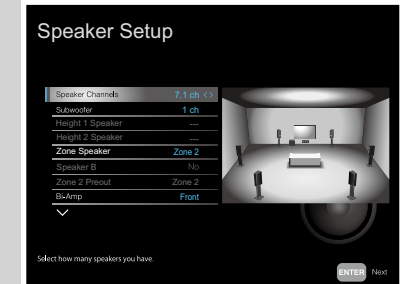 Speaker Setup
Speaker Channels 7.1 ch <>
Subwoofer 1 ch
Height 1 Speaker ---
Height 2 Speaker ---
Zone Speaker Zone 2
Speaker B No
Zone 2 Preout Zone 2
Bi-Amp Front
Select how many speakers you have.
ENTER Next